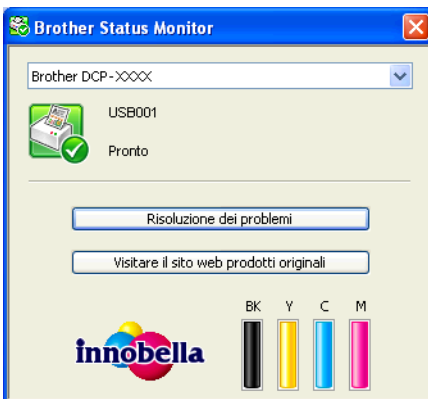 Brother Status Monitor
Brother DCP-XXXX
USB001
Pronto
Risoluzione dei problemi
Visitare il sito web prodotti originali
BK Y C M
innobella